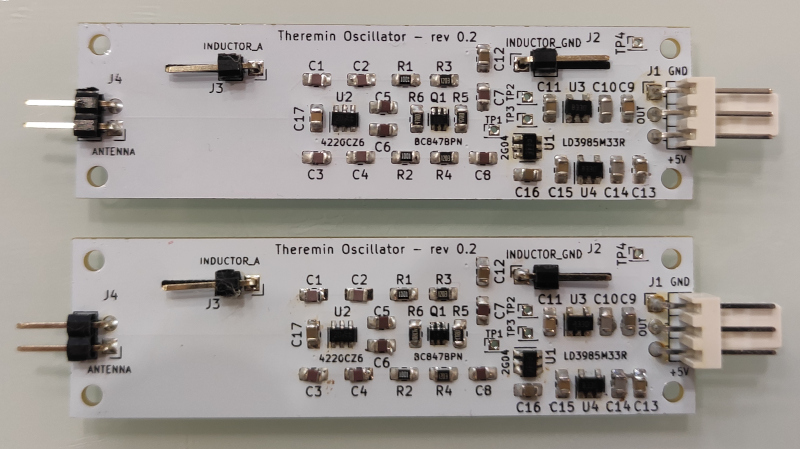 Theremin Oscillator – rev 0.2
INDUCTOR_A
INDUCTOR_GND
J2
TP4
J3
J4
J1 GND
C12
C1 C2 R1 R3
C7
TP2
TP3
C11 U3 C10 C9
C17
U2
C5
R6 Q1 R5
TP1
OUT
ANTENNA
4220CZ6
C6
BC847BPN
2G04
U1
LD3985M33R
+5V
C3 C4 R2 R4 C8
C16 C15 U4 C14 C13
Theremin Oscillator – rev 0.2
INDUCTOR_A
INDUCTOR_GND
J2
TP4
J3
J4
J1 GND
C12
C1 C2 R1 R3
C7
TP2
TP3
C11 U3 C10 C9
C17
U2
C5
R6 Q1 R5
TP1
OUT
ANTENNA
4220CZ6
C6
BC847BPN
2G04
U1
LD3985M33R
+5V
C3 C4 R2 R4 C8
C16 C15 U4 C14 C13